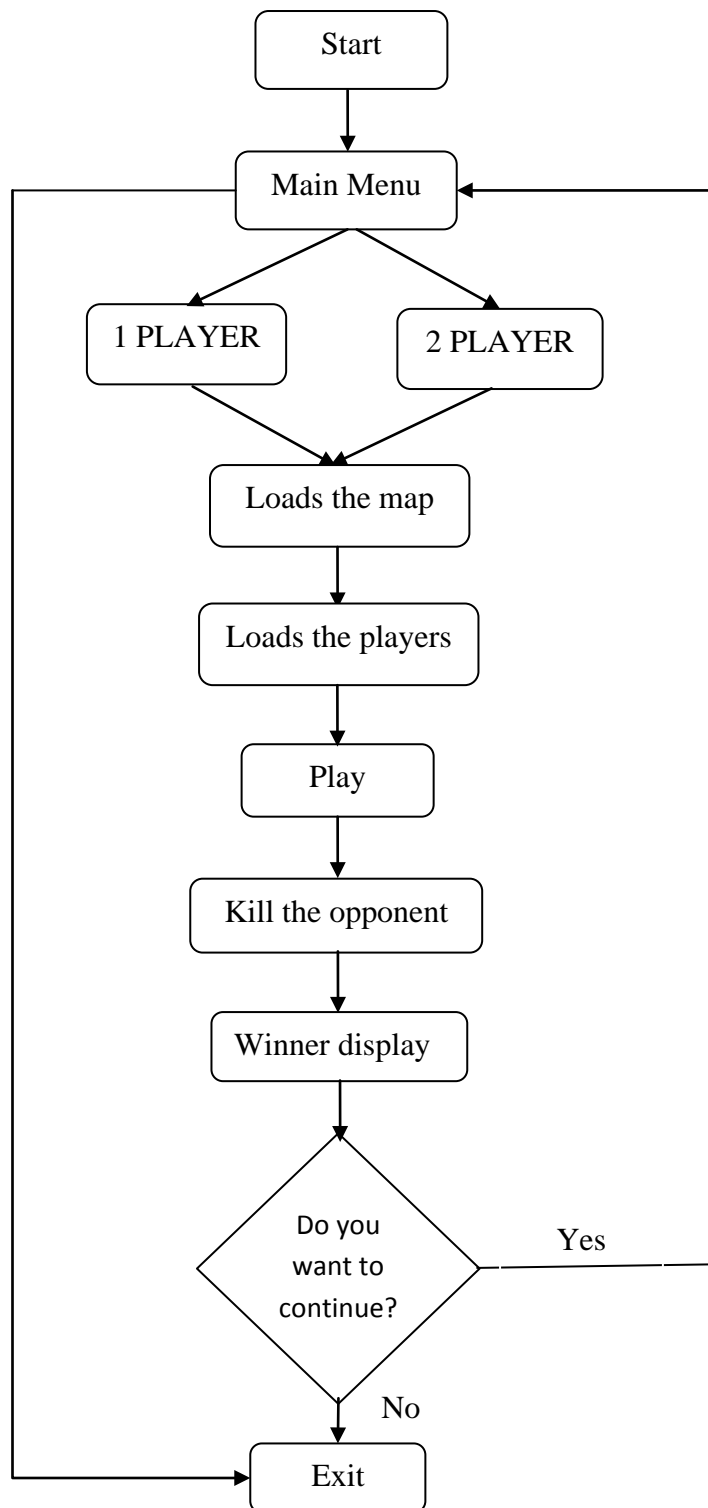 Start
Main Menu
1 PLAYER
2 PLAYER
Loads the map
Loads the players
Play
Kill the opponent
Winner display
Do you
want to
continue?
Yes
No
Exit